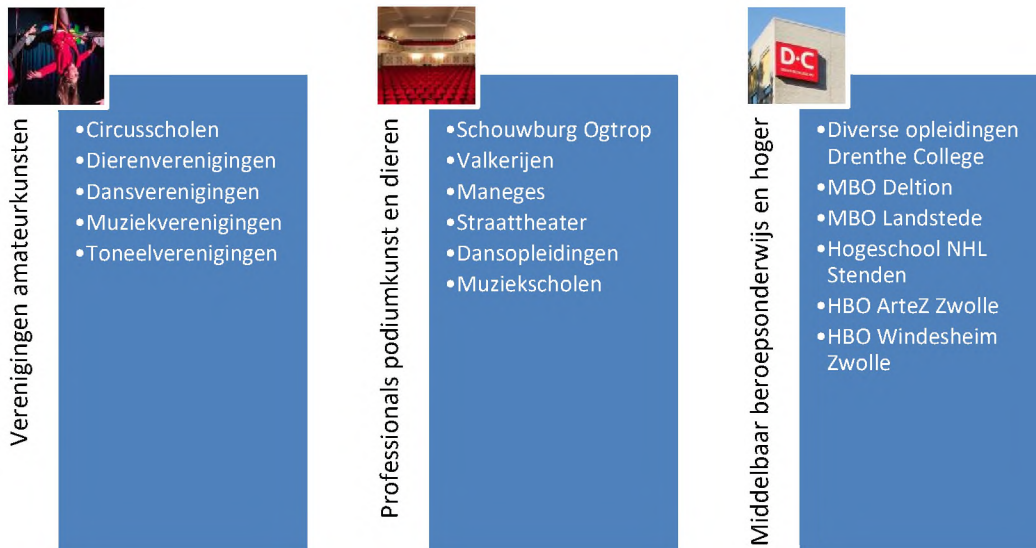 Verenigingen amateurkunsten
•Circusscholen
•Dierenverenigingen
•Dansverenigingen
•Muziekverenigingen
•Toneelverenigingen
Professionals podiumkunst en dieren
•Schouwburg Ogtrop
•Valkerijen
•Maneges
•Straattheater
•Dansopleidingen
•Muziekscholen
D•C
Middelbaar beroepsonderwijs en hoger
•Diverse opleidingen
Drenthe College
•MBO Deltion
•MBO Landstede
•Hogeschool NHL
Stenden
•HBO ArteZ Zwolle
•HBO Windesheim
Zwolle